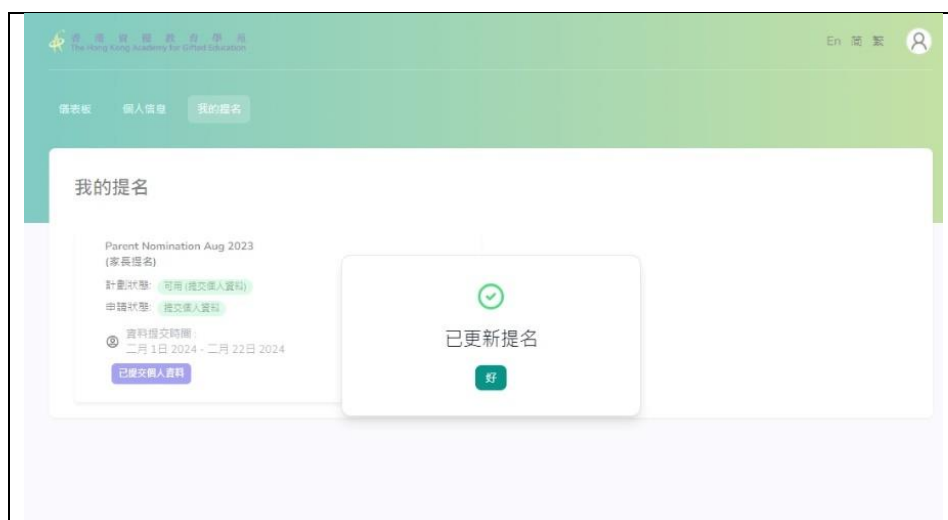 香港資優教育學苑
The Hong Kong Academy for Gifted Education
En 简 繁
儀表板 個人信息 我的提名
我的提名
Parent Nomination Aug 2023
(家長提名)
計劃狀態: 可用 (提交個人資料)
申請狀態: 提交個人資料
資料提交時間 :
二月 1日 2024 - 二月 22日 2024
已提交個人資料
已更新提名
好